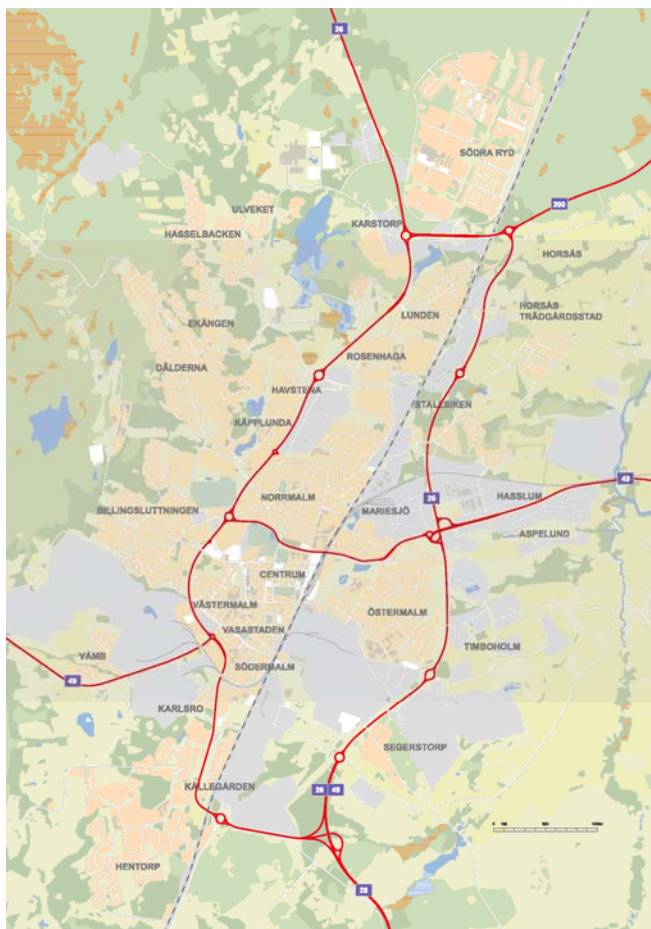 26
SÖDRA RYD
200
ULVEKET
HASSELBACKEN
KARSTORP
HORSÅS
HORSÅS
TRÄDGÅRDSSTAD
LUNDEN
EKÄNGEN
ROSENHAGA
DÄLDERNA
HAVSTENA
STALLSIKEN
KÄPPLUNDA
49
26
NORRMALM
HASSLUM
BILLINGSLUTTNINGEN
MARIESJÖ
ASPELUND
CENTRUM
VÄSTERMALM
ÖSTERMALM
VASASTADEN
TIMBOHOLM
VÅMB
SÖDERMALM
49
KARLSRO
SEGERSTORP
KÄLLEGÅRDEN
26 49
HENTORP
26